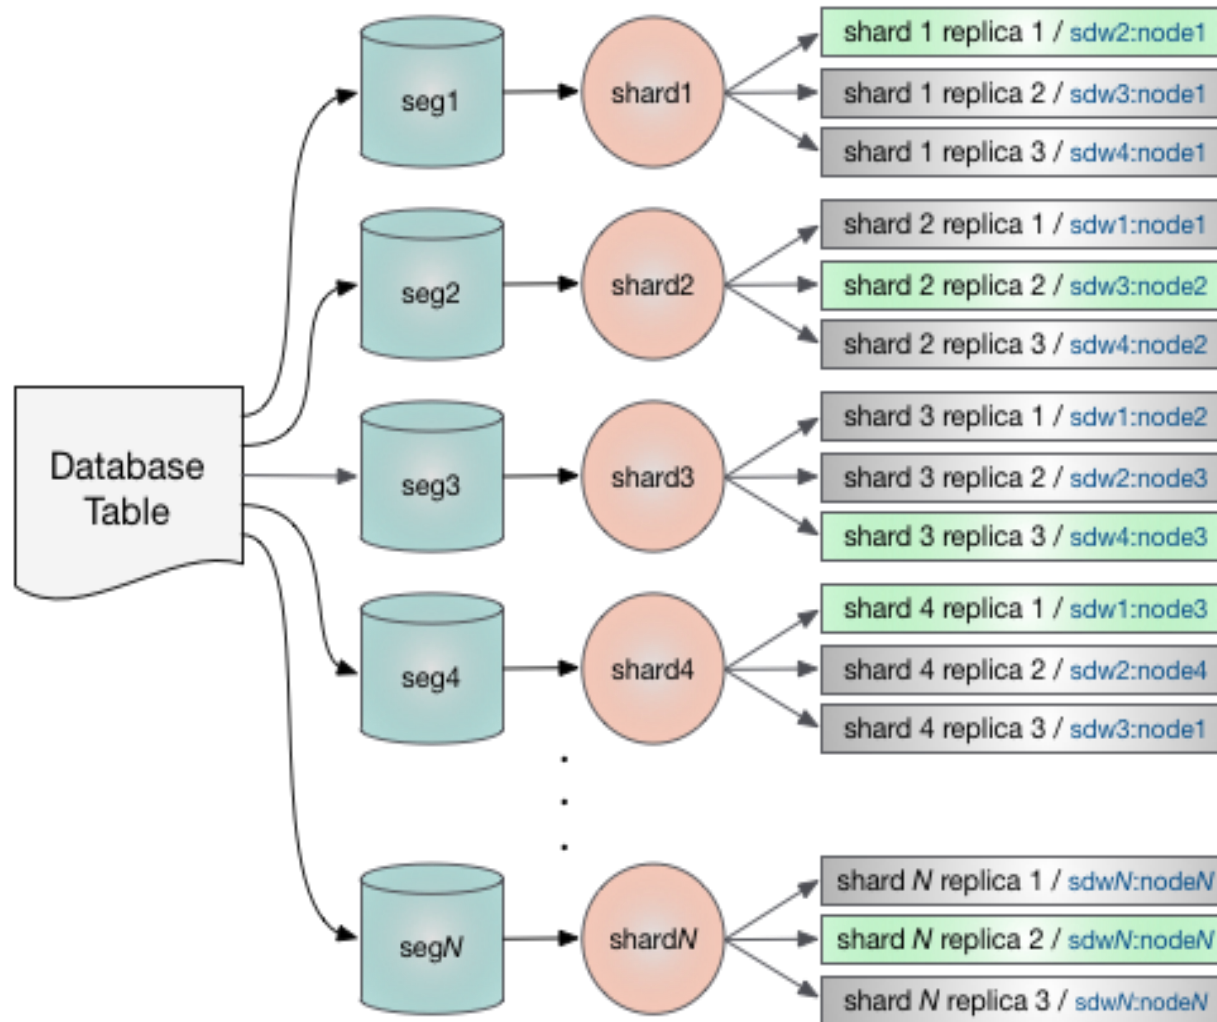 seg1
shard1
shard 1 replica 1 / sdw2:node1
shard 1 replica 2 / sdw3:node1
shard 1 replica 3 / sdw4:node1
seg2
shard2
shard 2 replica 1 / sdw1:node1
shard 2 replica 2 / sdw3:node2
shard 2 replica 3 / sdw4:node2
Database
Table
seg3
shard3
shard 3 replica 1 / sdw1:node2
shard 3 replica 2 / sdw2:node3
shard 3 replica 3 / sdw4:node3
seg4
shard4
shard 4 replica 1 / sdw1:node3
shard 4 replica 2 / sdw2:node4
shard 4 replica 3 / sdw3:node1
segN
shardN
shard N replica 1 / sdwN:nodeN
shard N replica 2 / sdwN:nodeN
shard N replica 3 / sdwN:nodeN